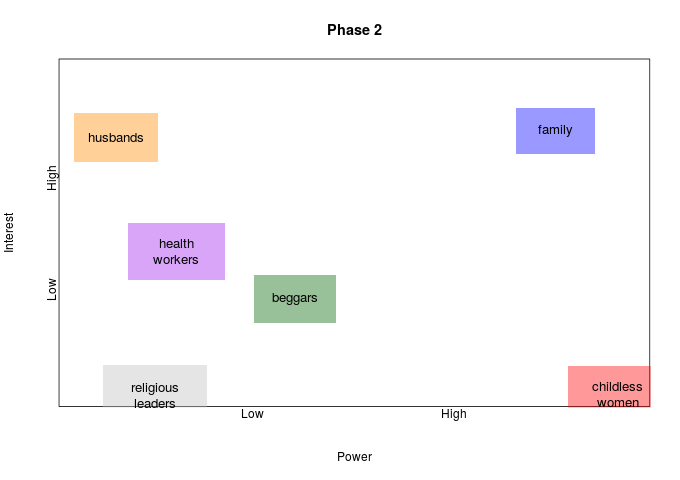 Phase 2
husbands
family
High
Interest
health
workers
Low
beggars
religious
leaders
childless
women
Low
High
Power